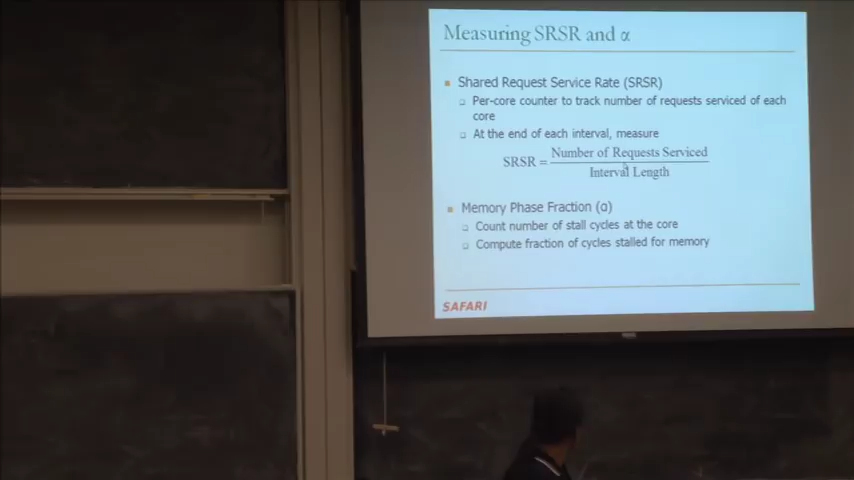 Measuring SRSR and α
Shared Request Service Rate (SRSR)
Per-core counter to track number of requests serviced of each
core
At the end of each interval, measure
SRSR = Number of Requests Serviced
Interval Length
Memory Phase Fraction (α)
Count number of stall cycles at the core
Compute fraction of cycles stalled for memory
SAFARI